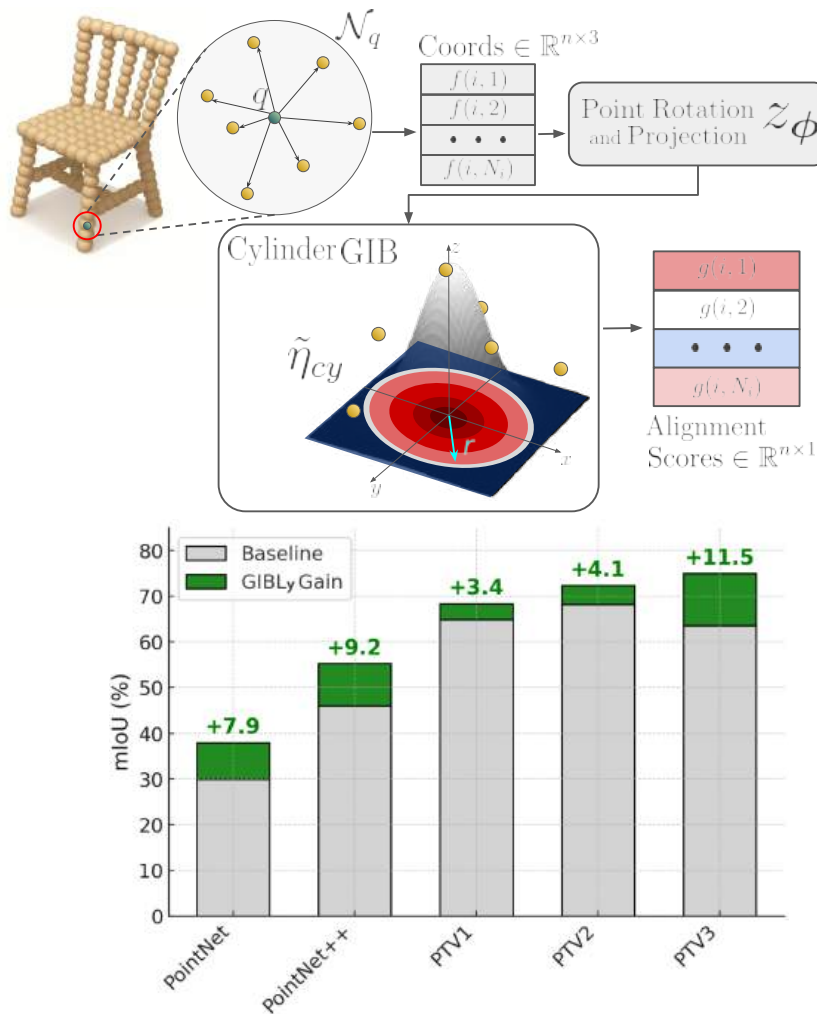 𝒩_q
q
Coords ∈ ℝ^{n×3}
f(i, 1)
f(i, 2)
• • •
f(i, N_i)
Point Rotation
and Projection
z_ϕ
Cylinder GIB
η̃_{cy}
z
x
y
r
g(i, 1)
g(i, 2)
• • •
g(i, N_i)
Alignment
Scores ∈ ℝ^{n×1}
Baseline
GIBLy Gain
mIoU (%)
80
70
60
50
40
30
20
10
0
+7.9
+9.2
+3.4
+4.1
+11.5
PointNet
PointNet++
PTV1
PTV2
PTV3